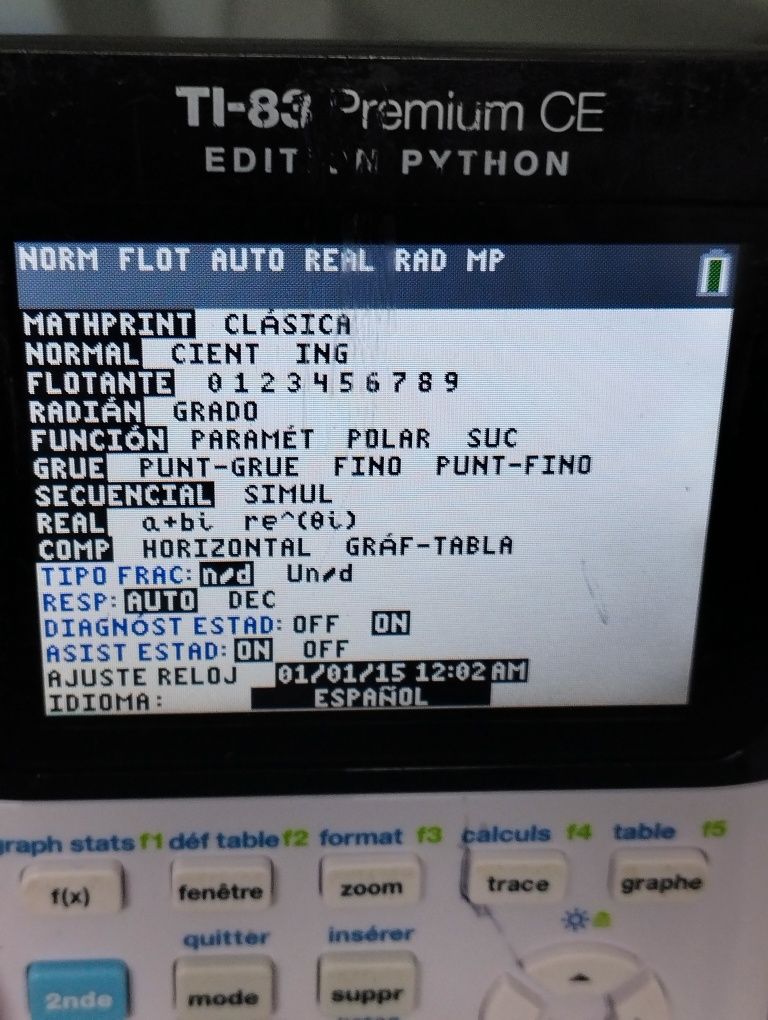 TI-83 Premium CE
EDITION PYTHON
NORM FLOT AUTO REAL RAD MP
MATHPRINT CLÁSICA
NORMAL CIENT ING
FLOTANTE 0 1 2 3 4 5 6 7 8 9
RADIÁN GRADO
FUNCIÓN PARAMÉT POLAR SUC
GRUE PUNT-GRUE FINO PUNT-FINO
SECUENCIAL SIMUL
REAL a+bi re^(θi)
COMP HORIZONTAL GRÁF-TABLA
TIPO FRAC: n/d Un/d
RESP: AUTO DEC
DIAGNÓST ESTAD: OFF ON
ASIST ESTAD: ON OFF
AJUSTE RELOJ 01/01/15 12:02 AM
IDIOMA: ESPAÑOL
graph stats f1 déf table f2 format f3 calculs f4 table f5
f(x) fenêtre zoom trace graphe
quitter insérer
2nde mode suppr